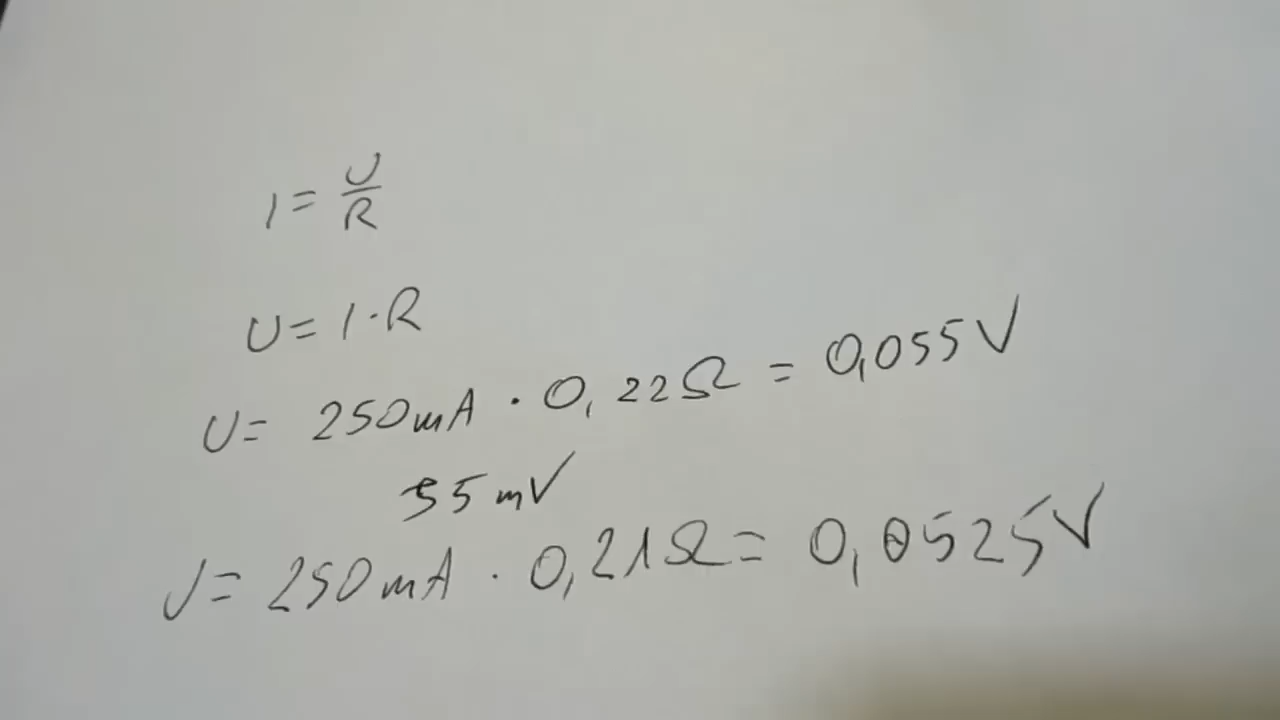 I = U/R
U = I · R
U = 250mA · 0,22Ω = 0,055V
55mV
U = 250mA · 0,21Ω = 0,0525V